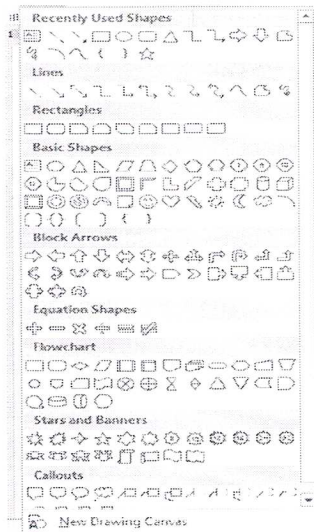 Recently Used Shapes
Lines
Rectangles
Basic Shapes
Block Arrows
Equation Shapes
Flowchart
Stars and Banners
Callouts
New Drawing Canvas